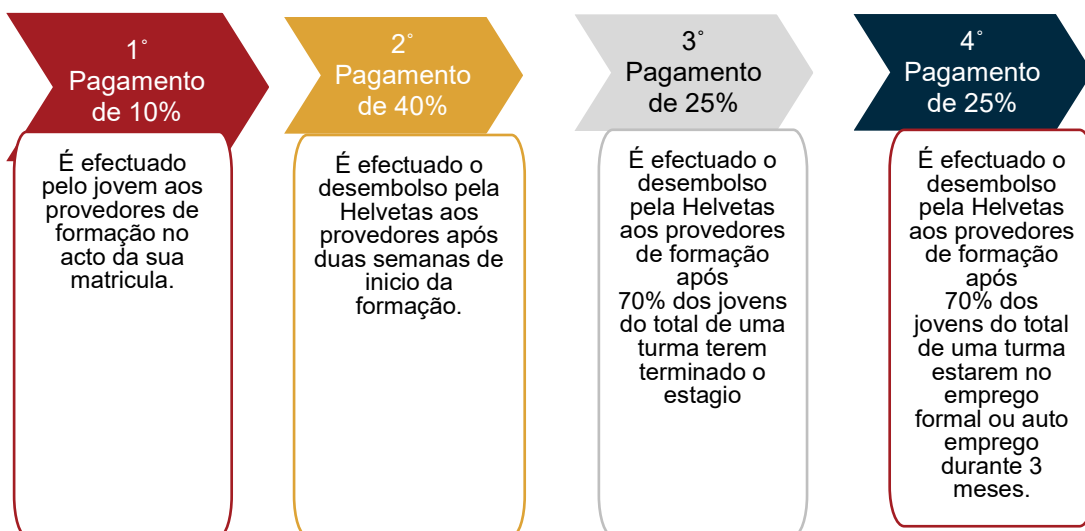 1°
Pagamento
de 10%
É efectuado
pelo jovem aos
provedores de
formação no
acto da sua
matricula.
2°
Pagamento
de 40%
É efectuado o
desembolso pela
Helvetas aos
provedores após
duas semanas de
inicio da
formação.
3°
Pagamento
de 25%
É efectuado o
desembolso
pela Helvetas
aos provedores
de formação
após
70% dos jovens
do total de uma
turma terem
terminado o
estagio
4°
Pagamento
de 25%
É efectuado o
desembolso
pela Helvetas
aos provedores
de formação
após
70% dos
jovens do total
de uma turma
estarem no
emprego
formal ou auto
emprego
durante 3
meses.